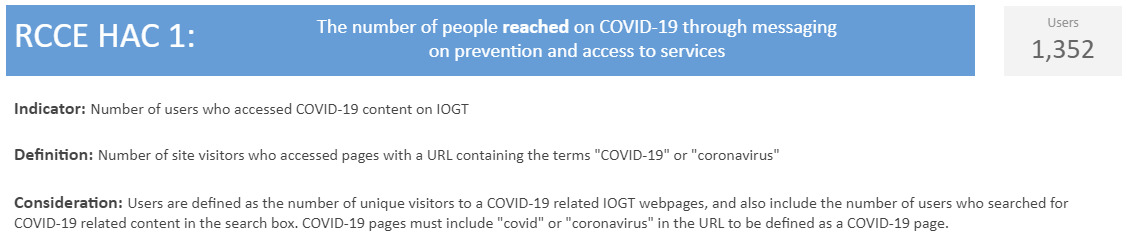 RCCE HAC 1:
The number of people reached on COVID-19 through messaging
on prevention and access to services
Users
1,352
Indicator: Number of users who accessed COVID-19 content on IOGT
Definition: Number of site visitors who accessed pages with a URL containing the terms "COVID-19" or "coronavirus"
Consideration: Users are defined as the number of unique visitors to a COVID-19 related IOGT webpages, and also include the number of users who searched for
COVID-19 related content in the search box. COVID-19 pages must include "covid" or "coronavirus" in the URL to be defined as a COVID-19 page.